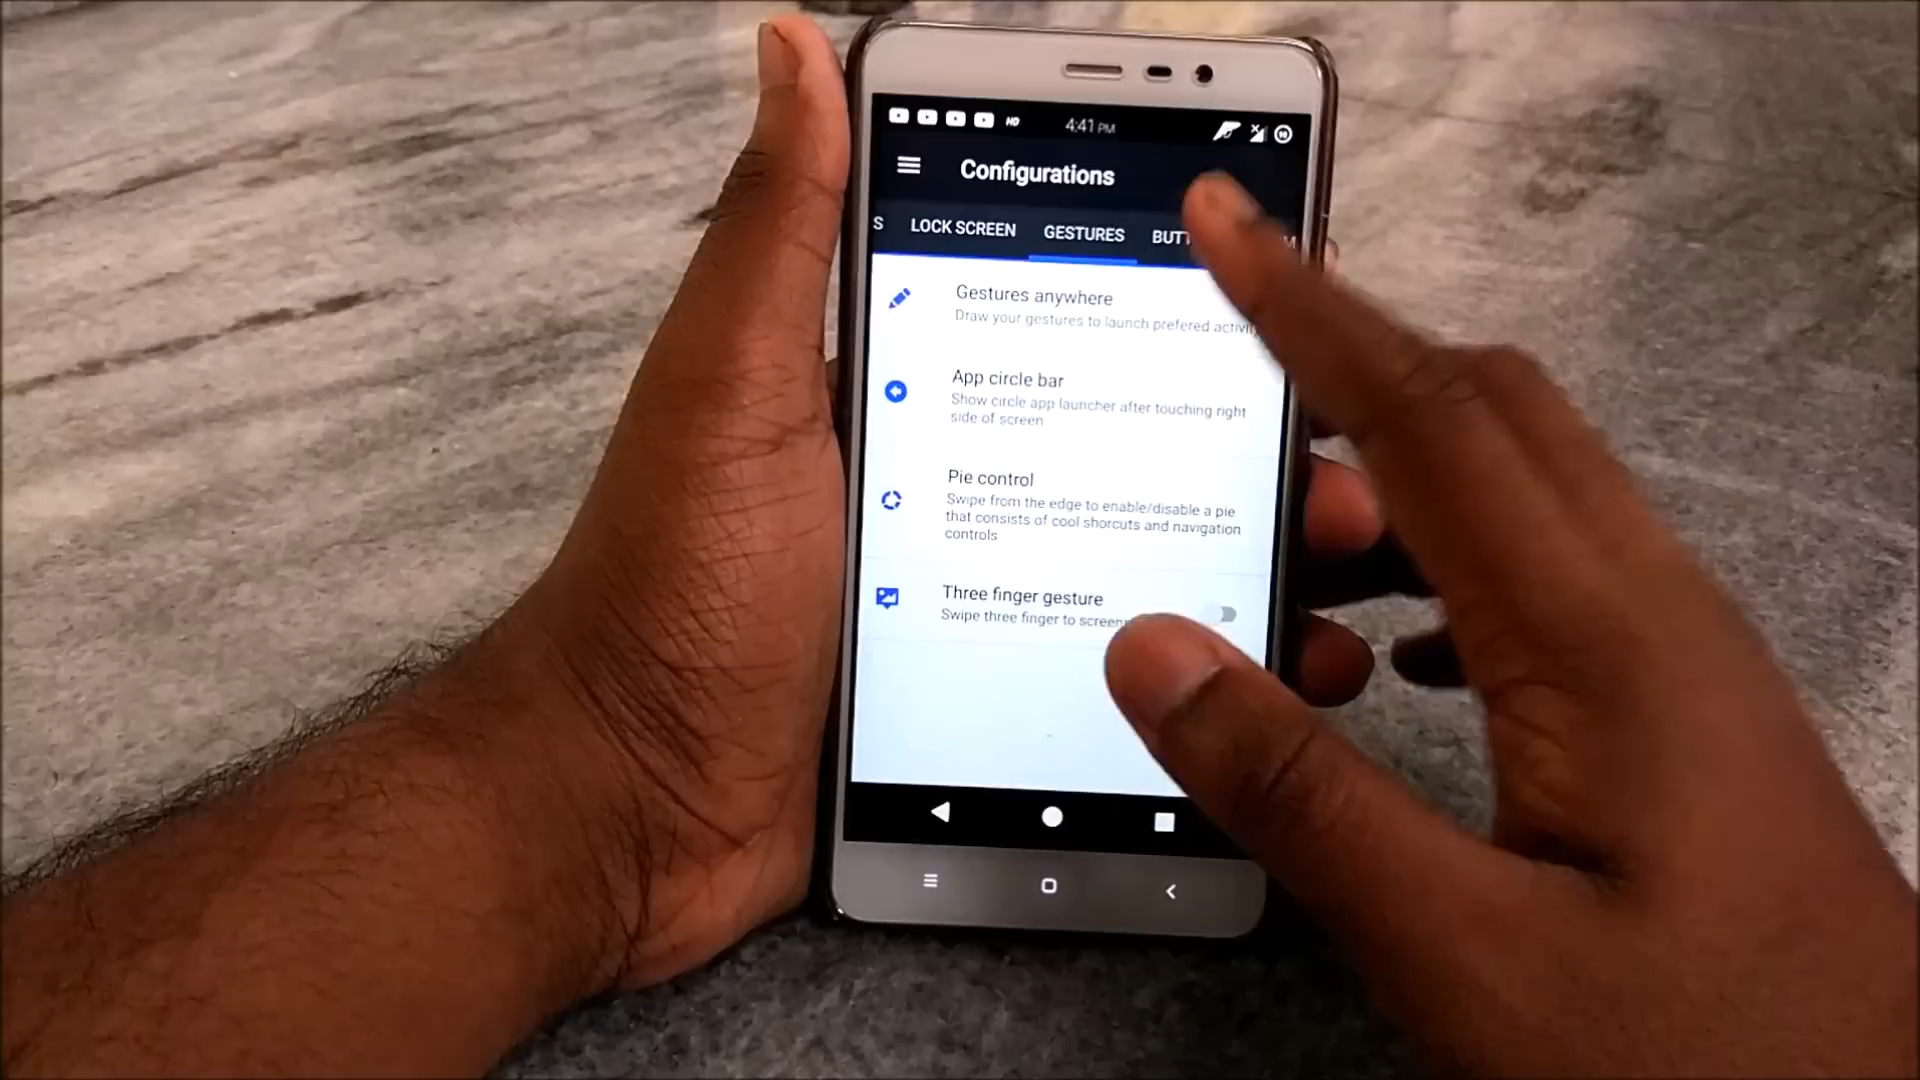 HD 4:41 PM
Configurations
S LOCK SCREEN GESTURES
Gestures anywhere
Draw your gestures to launch prefered
App circle bar
Show circle app launcher after touching right
side of screen
Pie control
Swipe from the edge to enable/disable a pie
that consists of cool shorcuts and navigation
controls
Three finger gesture
Swipe three finger to